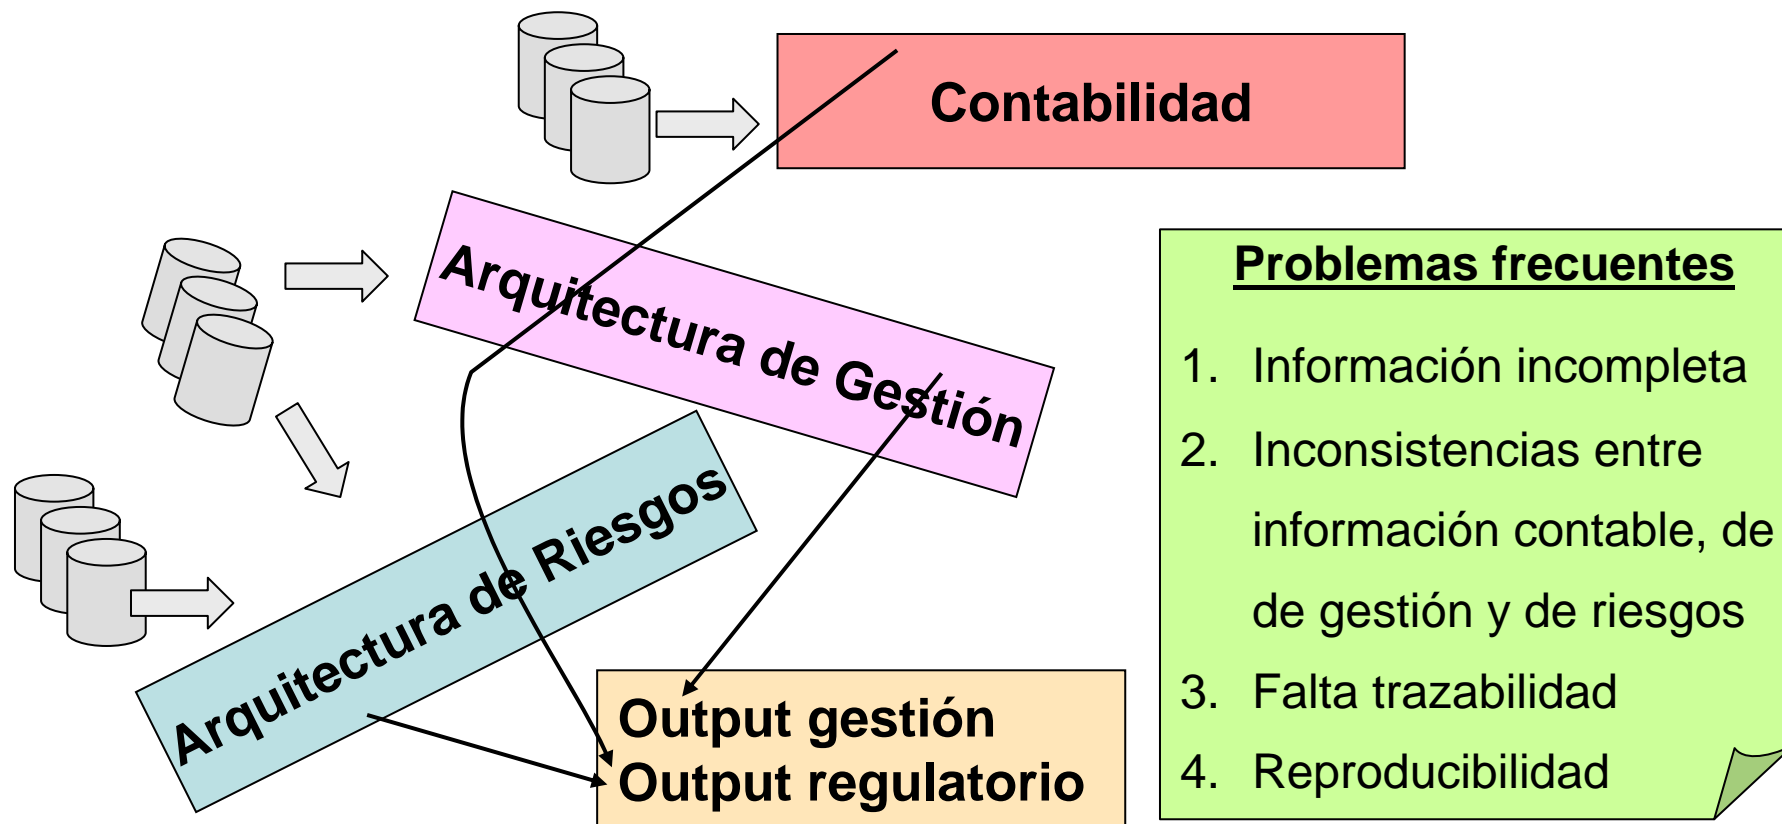 Contabilidad
Arquitectura de Gestión
Arquitectura de Riesgos
Output gestión
Output regulatorio
Problemas frecuentes
1. Información incompleta
2. Inconsistencias entre
información contable, de
de gestión y de riesgos
3. Falta trazabilidad
4. Reproducibilidad